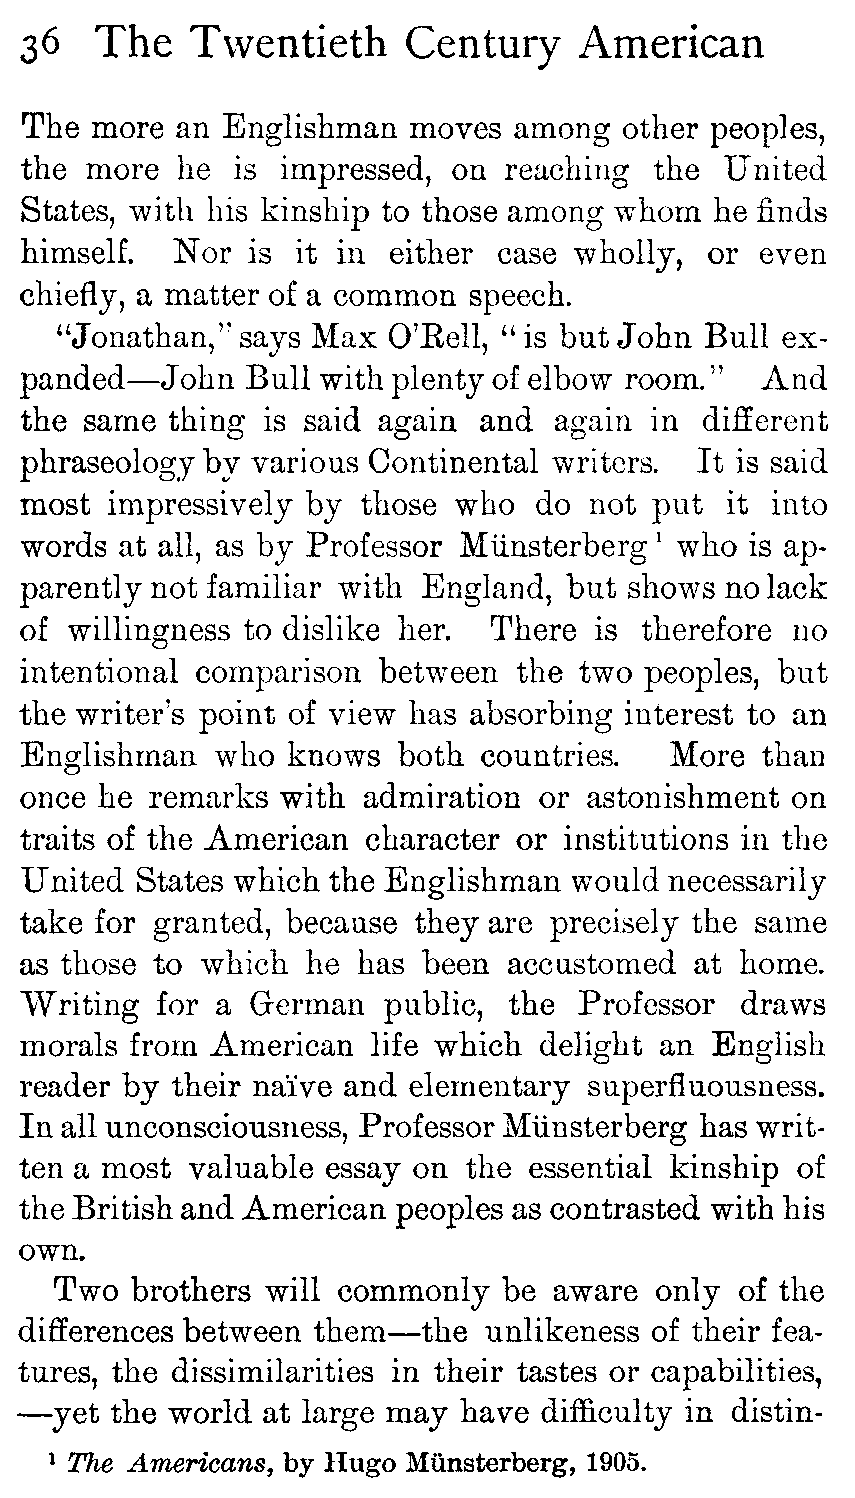 36 The Twentieth Century American
The more an Englishman moves among other peoples,
the more he is impressed, on reaching the United
States, with his kinship to those among whom he finds
himself. Nor is it in either case wholly, or even
chiefly, a matter of a common speech.
"Jonathan," says Max O'Rell, "is but John Bull ex-
panded—John Bull with plenty of elbow room." And
the same thing is said again and again in different
phraseology by various Continental writers. It is said
most impressively by those who do not put it into
words at all, as by Professor Münsterberg¹ who is ap-
parently not familiar with England, but shows no lack
of willingness to dislike her. There is therefore no
intentional comparison between the two peoples, but
the writer's point of view has absorbing interest to an
Englishman who knows both countries. More than
once he remarks with admiration or astonishment on
traits of the American character or institutions in the
United States which the Englishman would necessarily
take for granted, because they are precisely the same
as those to which he has been accustomed at home.
Writing for a German public, the Professor draws
morals from American life which delight an English
reader by their naïve and elementary superfluousness.
In all unconsciousness, Professor Münsterberg has writ-
ten a most valuable essay on the essential kinship of
the British and American peoples as contrasted with his
own.
Two brothers will commonly be aware only of the
differences between them—the unlikeness of their fea-
tures, the dissimilarities in their tastes or capabilities,
—yet the world at large may have difficulty in distin-
¹ The Americans, by Hugo Münsterberg, 1905.